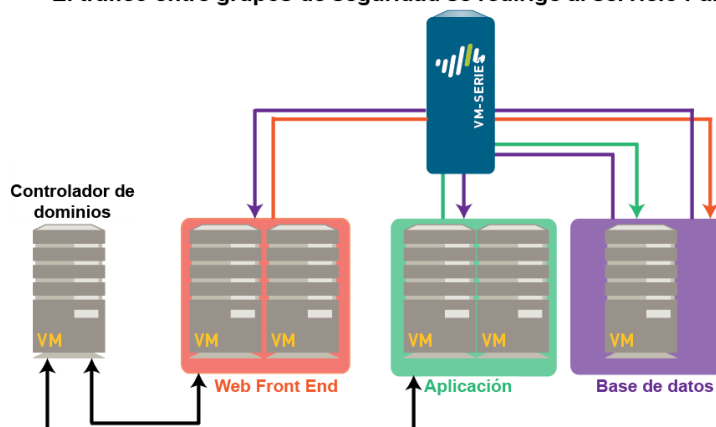 El tráfico entre grupos de seguridad se redirige al servicio
VM-SERIES
Controlador de
dominios
VM
VM
VM
VM
VM
VM
Web Front End
Aplicación
Base de datos